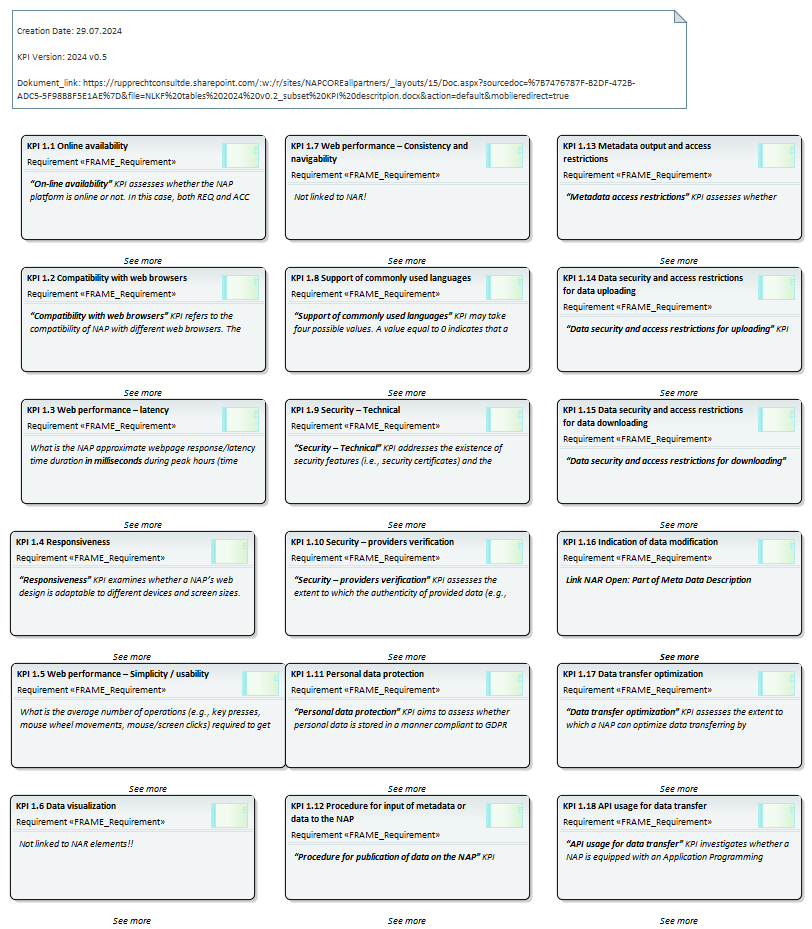 Creation Date: 29.07.2024
KPI Version: 2024 v0.5
Dokument_link: https://rupprechtconsultde.sharepoint.com/:w:/r/sites/NAPCOREallpartners/_layouts/15/Doc.aspx?sourcedoc=%7B7476787F-B2DF-472B-
ADC5-5F98B8F5E1AE%7D&file=NLKF%20tables%202024%20v0.2_subset%20KPI%20descritpion.docx&action=default&mobileredirect=true
KPI 1.1 Online availability
Requirement «FRAME_Requirement»
“On-line availability” KPI assesses whether the NAP
platform is online or not. In this case, both REQ and ACC
See more
KPI 1.7 Web performance – Consistency and
navigability
Requirement «FRAME_Requirement»
Not linked to NAR!
See more
KPI 1.13 Metadata output and access
restrictions
Requirement «FRAME_Requirement»
“Metadata access restrictions” KPI assesses whether
See more
KPI 1.2 Compatibility with web browsers
Requirement «FRAME_Requirement»
“Compatibility with web browsers” KPI refers to the
compatibility of NAP with different web browsers. The
See more
KPI 1.8 Support of commonly used languages
Requirement «FRAME_Requirement»
“Support of commonly used languages” KPI may take
four possible values. A value equal to 0 indicates that a
See more
KPI 1.14 Data security and access restrictions
for data uploading
Requirement «FRAME_Requirement»
“Data security and access restrictions for uploading” KPI
See more
KPI 1.3 Web performance – latency
Requirement «FRAME_Requirement»
What is the NAP approximate webpage response/latency
time duration in milliseconds during peak hours (time
See more
KPI 1.9 Security – Technical
Requirement «FRAME_Requirement»
“Security – Technical” KPI addresses the existence of
security features (i.e., security certificates) and the
See more
KPI 1.15 Data security and access restrictions
for data downloading
Requirement «FRAME_Requirement»
“Data security and access restrictions for downloading”
See more
KPI 1.4 Responsiveness
Requirement «FRAME_Requirement»
“Responsiveness” KPI examines whether a NAP’s web
design is adaptable to different devices and screen sizes.
See more
KPI 1.10 Security – providers verification
Requirement «FRAME_Requirement»
“Security – providers verification” KPI assesses the
extent to which the authenticity of provided data (e.g.,
See more
KPI 1.16 Indication of data modification
Requirement «FRAME_Requirement»
Link NAR Open: Part of Meta Data Description
See more
KPI 1.5 Web performance – Simplicity / usability
Requirement «FRAME_Requirement»
What is the average number of operations (e.g., key presses,
mouse wheel movements, mouse/screen clicks) required to get
See more
KPI 1.11 Personal data protection
Requirement «FRAME_Requirement»
“Personal data protection” KPI aims to assess whether
personal data is stored in a manner compliant to GDPR
See more
KPI 1.17 Data transfer optimization
Requirement «FRAME_Requirement»
“Data transfer optimization” KPI assesses the extent to
which a NAP can optimize data transferring by
See more
KPI 1.6 Data visualization
Requirement «FRAME_Requirement»
Not linked to NAR elements!!
See more
KPI 1.12 Procedure for input of metadata or
data to the NAP
Requirement «FRAME_Requirement»
“Procedure for publication of data on the NAP” KPI
See more
KPI 1.18 API usage for data transfer
Requirement «FRAME_Requirement»
“API usage for data transfer” KPI investigates whether a
NAP is equipped with an Application Programming
See more